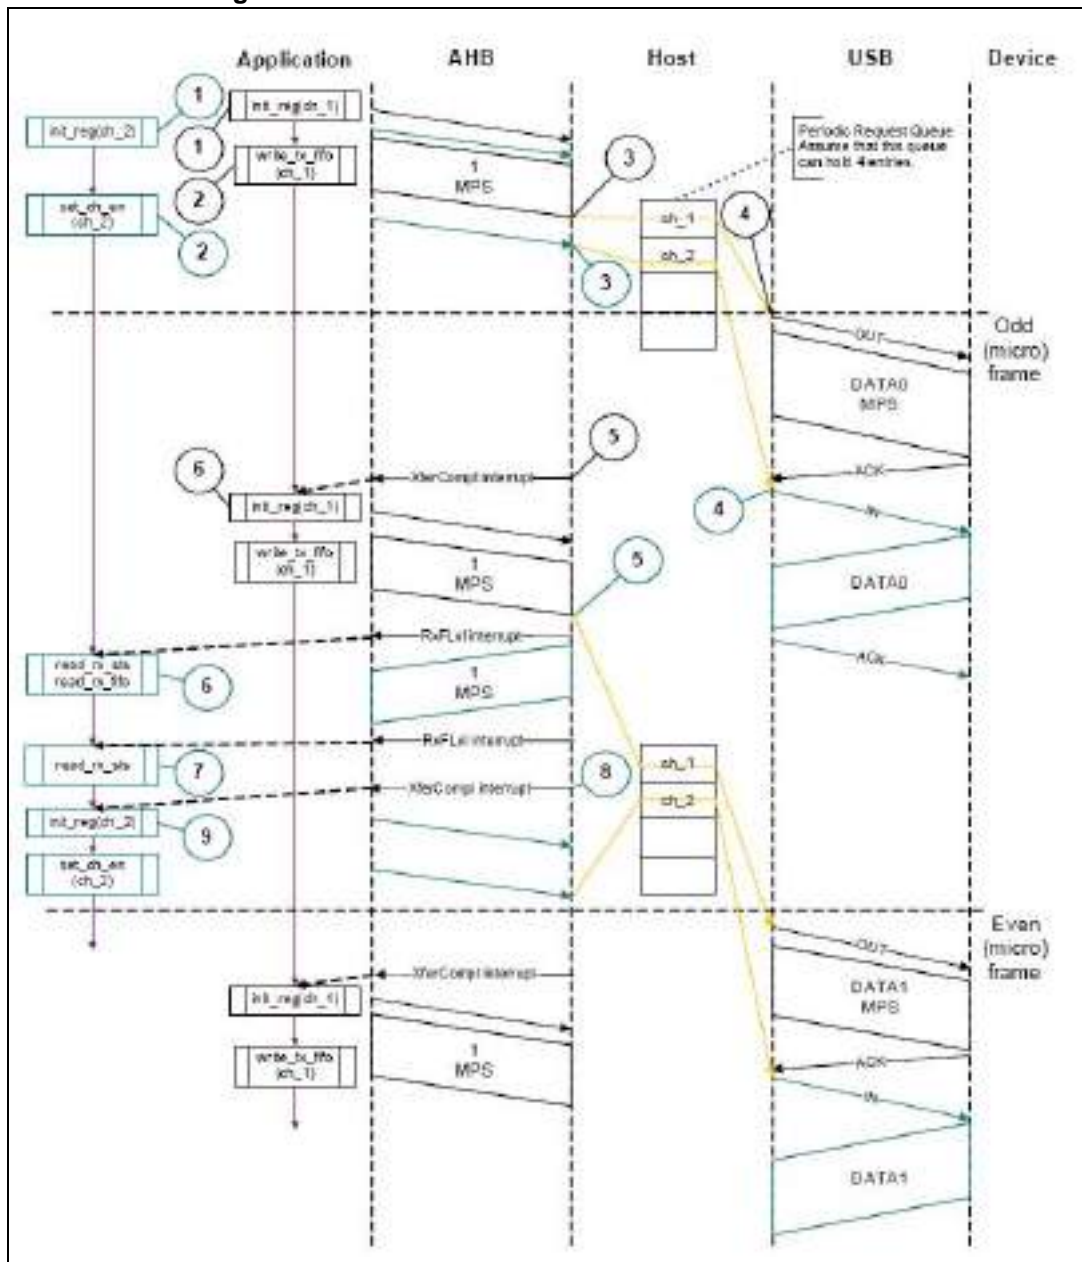 Application
AHB
Host
USB
Device
1
init_reg(ch_1)
init_reg(ch_2)
1
write_tx_fifo
(ch_1)
1
MPS
3
Periodic Request Queue
Assume that this queue
can hold 4 entries.
2
set_ch_en
(ch_2)
2
4
ch_1
ch_2
3
Odd
(micro)
frame
OUT
DATA0
MPS
5
6
XferCompl interrupt
ACK
init_reg(ch_1)
4
IN
write_tx_fifo
(ch_1)
1
MPS
5
DATA0
RxFLvl interrupt
ACK
read_rx_sts
read_rx_fifo
6
1
MPS
RxFLvl interrupt
read_rx_sts
7
8
ch_1
XferCompl interrupt
ch_2
init_reg(ch_2)
9
set_ch_en
(ch_2)
Even
(micro)
frame
OUT
XferCompl interrupt
init_reg(ch_1)
DATA1
MPS
write_tx_fifo
(ch_1)
1
MPS
ACK
IN
DATA1